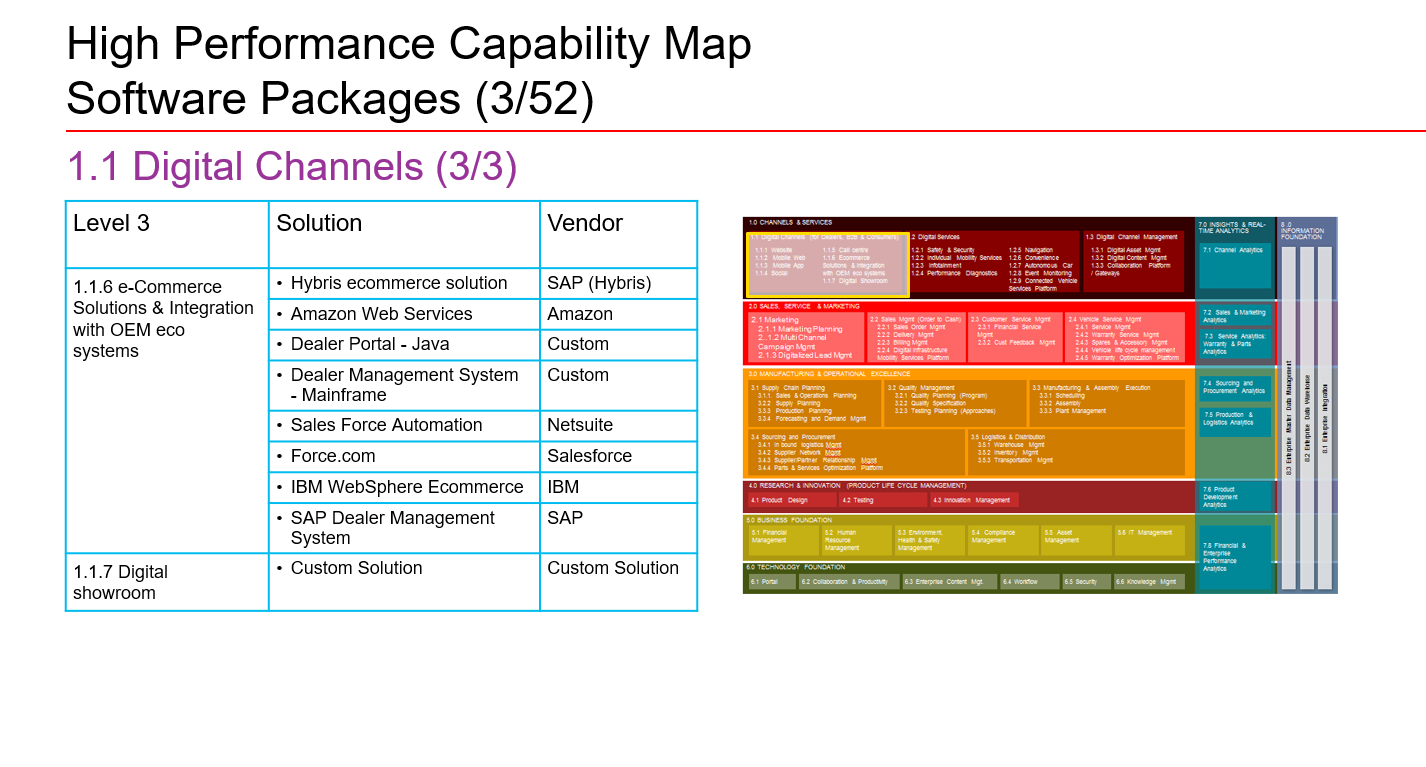 High Performance Capability Map
Software Packages (3/52)
1.1 Digital Channels (3/3)
Level 3
Solution
Vendor
1.1.6 e-Commerce
Solutions & Integration
with OEM eco
systems
• Hybris ecommerce solution
SAP (Hybris)
• Amazon Web Services
Amazon
• Dealer Portal - Java
Custom
• Dealer Management System
- Mainframe
Custom
• Sales Force Automation
Netsuite
• Force.com
Salesforce
• IBM WebSphere Ecommerce
IBM
• SAP Dealer Management
System
SAP
1.1.7 Digital
showroom
• Custom Solution
Custom Solution
1.0 CHANNELS & SERVICES
1.1 Digital Channels (for Dealers, B2B & Consumers)
1.1.1 Website
1.1.2 Mobile Web
1.1.3 Mobile App
1.1.4 Social
1.1.5 Call centre
1.1.6 Ecommerce
Solutions & Integration
with OEM eco systems
1.1.7 Digital Showroom
.2 Digital Services
1.2.1 Safety & Security
1.2.2 Individual Mobility Services
1.2.3 Infotainment
1.2.4 Performance Diagnostics
1.2.5 Navigation
1.2.6 Convenience
1.2.7 Autonomous Car
1.2.8 Event Monitoring
1.2.9 Connected Vehicle
Services Platform
1.3 Digital Channel Management
1.3.1 Digital Asset Mgmt
1.3.2 Digital Content Mgmt
1.3.3 Collaboration Platform
/ Gateways
2.0 SALES, SERVICE & MARKETING
2.1 Marketing
2.1.1 Marketing Planning
2..1.2 Multi Channel
Campaign Mgmt
2.1.3 Digitalized Lead Mgmt
2.2 Sales Mgmt (Order to Cash)
2.2.1 Sales Order Mgmt
2.2.2 Delivery Mgmt
2.2.3 Billing Mgmt
2.2.4 Digital Infrastructure
Mobility Services Platform
2.3 Customer Service Mgmt
2.3.1 Financial Service
Mgmt
2.3.2 Cust Feedback Mgmt
2.4 Vehicle Service Mgmt
2.4.1 Service Mgmt
2.4.2 Warranty Service Mgmt
2.4.3 Spares & Accessory Mgmt
2.4.4 Vehicle life cycle management
2.4.5 Warranty Optimization Platform
3.0 MANUFACTURING & OPERATIONAL EXCELLENCE
3.1 Supply Chain Planning
3.1.1. Sales & Operations Planning
3.2.2 Supply Planning
3.3.3 Production Planning
3.4. Forecasting and Demand Mgmt
3.2 Quality Management
3.2.1 Quality Planning (Program)
3.2.2 Quality Specification
3.2.3 Testing Planning (Approaches)
3.3 Manufacturing & Assembly Execution
3.3.1 Scheduling
3.3.2 Assembly
3.3.3 Plant Management
3.4 Sourcing and Procurement
3.4.1 In bound logistics Mgmt
3.4.2 Supplier Network Mgmt
3.4.3 Supplier/Partner Relationship Mgmt
3.4.4 Parts & Services Optimization Platform
3.5 Logistics & Distribution
3.5.1 Warehouse Mgmt
3.5.2 Inventory Mgmt
3.5.3 Transportation Mgmt
4.0 RESEARCH & INNOVATION (PRODUCT LIFE CYCLE MANAGEMENT)
4.1 Product Design
4.2 Testing
4.3 Innovation Management
5.0 BUSINESS FOUNDATION
5.1 Financial
Management
5.2 Human
Resource
Management
5.3 Environment,
Health & Safety
Management
5.4 Compliance
Management
5.5 Asset
Management
5.6 IT Management
6.0 TECHNOLOGY FOUNDATION
6.1 Portal
6.2 Collaboration & Productivity
6.3 Enterprise Content Mgt.
6.4 Workflow
6.5 Security
6.6 Knowledge Mgmt
7.0 INSIGHTS & REAL-
TIME ANALYTICS
7.1 Channel Analytics
7.2 Sales & Marketing
Analytics
7.3 Service Analytics:
Warranty & Parts
Analytics
7.4 Sourcing and
Procurement Analytics
7.5 Production &
Logistics Analytics
7.6 Product
Development
Analytics
7.8 Financial &
Enterprise
Performance
Analytics
8 .0
INFORMATION
FOUNDATION
8.3 Enterprise Master Data Management
8.2 Enterprise Data Warehouse
8.1 Enterprise Integration